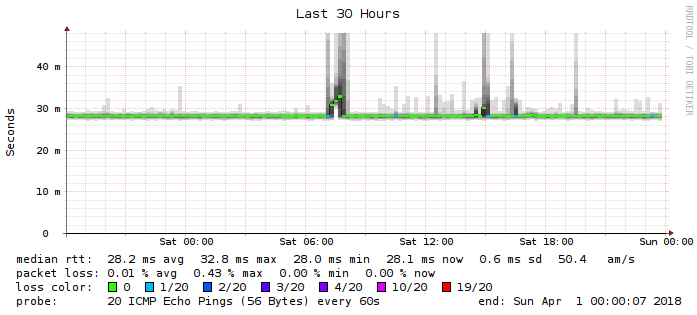 Last 30 Hours
RRDTOOL / TOBI OETIKER
Seconds
40 m
30 m
20 m
10 m
0
Sat 00:00 Sat 06:00 Sat 12:00 Sat 18:00 Sun 00:00
median rtt: 28.2 ms avg 32.8 ms max 28.0 ms min 28.1 ms now 0.6 ms sd 50.4 am/s
packet loss: 0.01 % avg 0.43 % max 0.00 % min 0.00 % now
loss color: 0 1/20 2/20 3/20 4/20 10/20 19/20
probe: 20 ICMP Echo Pings (56 Bytes) every 60s end: Sun Apr 1 00:00:07 2018